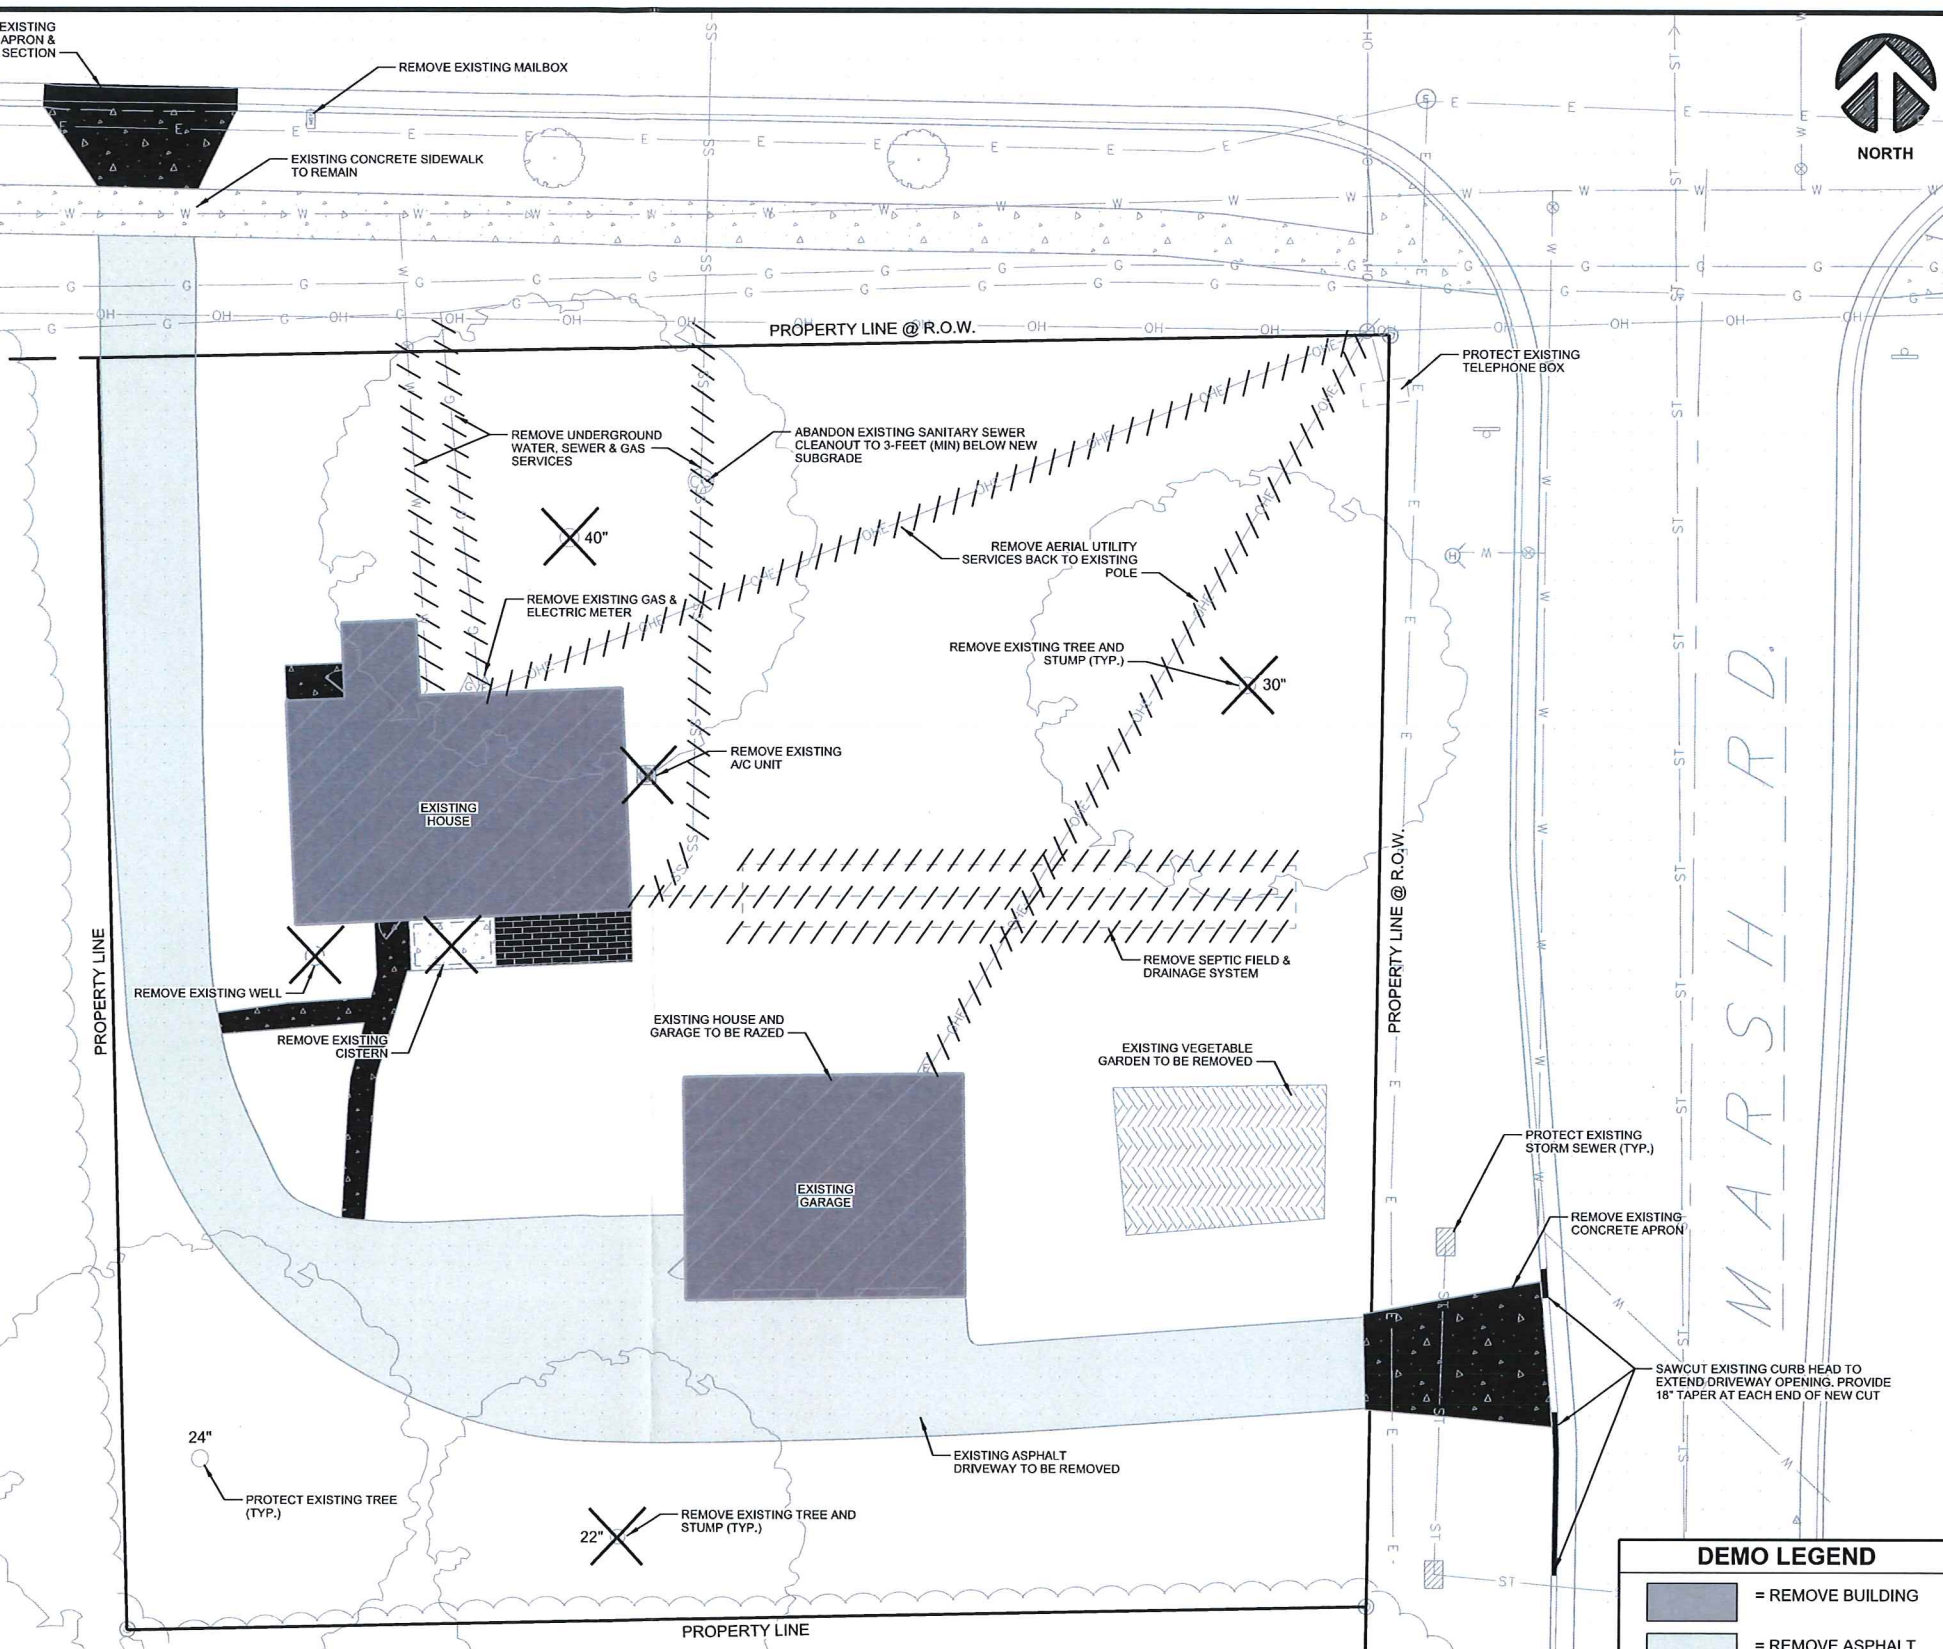 EXISTING
APRON &
SECTION
REMOVE EXISTING MAILBOX
EXISTING CONCRETE SIDEWALK
TO REMAIN
NORTH
PROPERTY LINE @ R.O.W.
PROTECT EXISTING
TELEPHONE BOX
REMOVE UNDERGROUND
WATER, SEWER & GAS
SERVICES
ABANDON EXISTING SANITARY SEWER
CLEANOUT TO 3-FEET (MIN) BELOW NEW
SUBGRADE
40"
REMOVE AERIAL UTILITY
SERVICES BACK TO EXISTING
POLE
REMOVE EXISTING GAS &
ELECTRIC METER
REMOVE EXISTING TREE AND
STUMP (TYP.)
30"
REMOVE EXISTING
A/C UNIT
EXISTING
HOUSE
MARSH RD.
PROPERTY LINE @ R.O.W.
PROPERTY LINE
REMOVE SEPTIC FIELD &
DRAINAGE SYSTEM
REMOVE EXISTING WELL
REMOVE EXISTING
CISTERN
EXISTING HOUSE AND
GARAGE TO BE RAZED
EXISTING VEGETABLE
GARDEN TO BE REMOVED
PROTECT EXISTING
STORM SEWER (TYP.)
EXISTING
GARAGE
REMOVE EXISTING
CONCRETE APRON
SAWCUT EXISTING CURB HEAD TO
EXTEND DRIVEWAY OPENING. PROVIDE
18" TAPER AT EACH END OF NEW CUT
24"
EXISTING ASPHALT
DRIVEWAY TO BE REMOVED
PROTECT EXISTING TREE
(TYP.)
22"
REMOVE EXISTING TREE AND
STUMP (TYP.)
PROPERTY LINE
DEMO LEGEND
= REMOVE BUILDING
= REMOVE ASPHALT